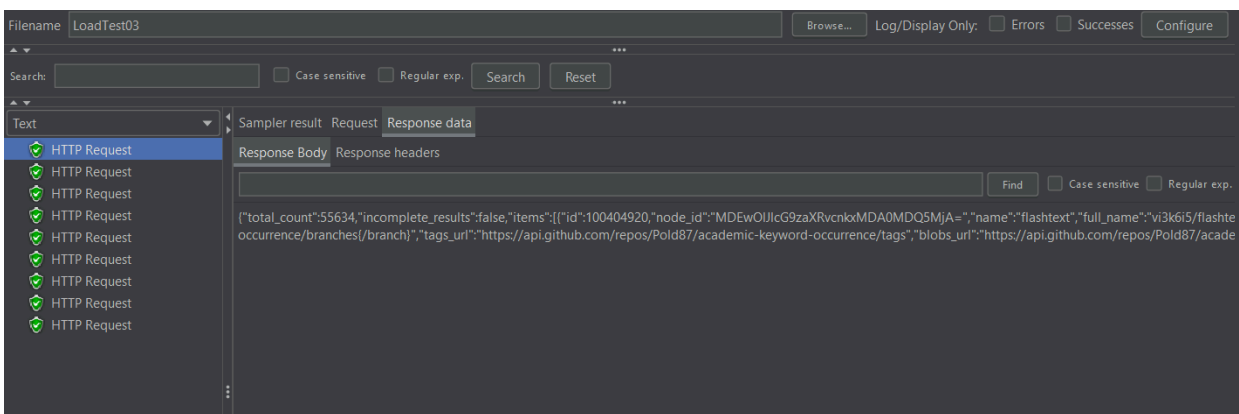 Filename LoadTest03 Browse... Log/Display Only: Errors Successes Configure
Search: Case sensitive Regular exp. Search Reset
Text Sampler result Request Response data
HTTP Request Response Body Response headers
HTTP Request
HTTP Request Find Case sensitive Regular exp.
HTTP Request {"total_count":55634,"incomplete_results":false,"items":[{"id":100404920,"node_id":"MDEwOlJlcG9zaXRvcnkxMDA0MDQ5MjA=","name":"flashtext","full_name":"vi3k6i5/flashte
HTTP Request occurrence/branches{/branch}","tags_url":"https://api.github.com/repos/Pold87/academic-keyword-occurrence/tags","blobs_url":"https://api.github.com/repos/Pold87/acade
HTTP Request
HTTP Request
HTTP Request
HTTP Request